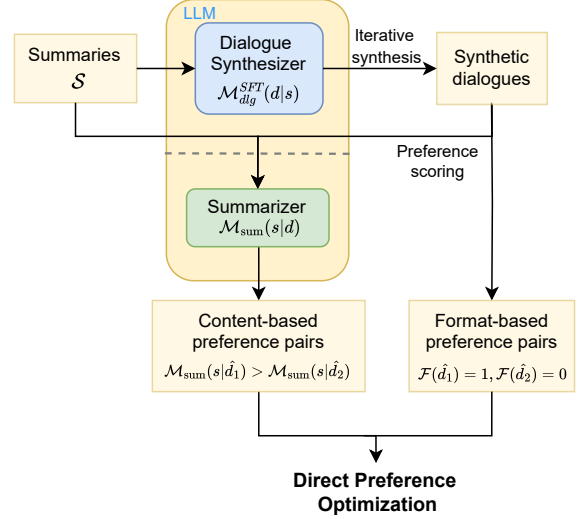 LLM
Summaries
𝒮
Dialogue
Synthesizer
ℳ_{dlg}^{SFT}(d|s)
Iterative
synthesis
Synthetic
dialogues
Preference
scoring
Summarizer
ℳ_{sum}(s|d)
Content-based
preference pairs
ℳ_{sum}(s|d̂_1) > ℳ_{sum}(s|d̂_2)
Format-based
preference pairs
ℱ(d̂_1) = 1, ℱ(d̂_2) = 0
Direct Preference
Optimization